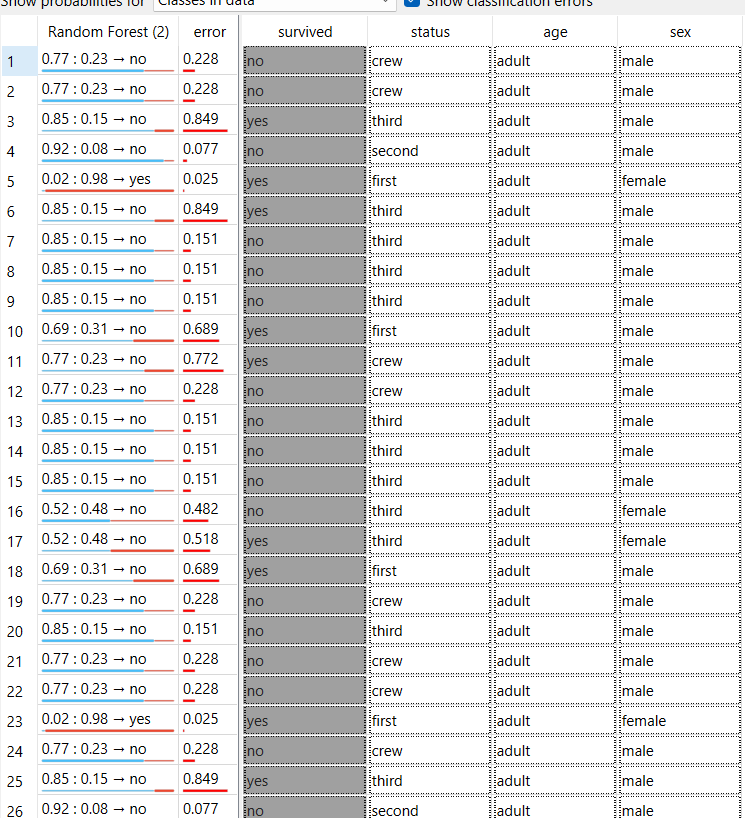 Show probabilities for Classes in data Show classification errors
Random Forest (2) error survived status age sex
1 0.77 : 0.23 → no 0.228 no crew adult male
2 0.77 : 0.23 → no 0.228 no crew adult male
3 0.85 : 0.15 → no 0.849 yes third adult male
4 0.92 : 0.08 → no 0.077 no second adult male
5 0.02 : 0.98 → yes 0.025 yes first adult female
6 0.85 : 0.15 → no 0.849 yes third adult male
7 0.85 : 0.15 → no 0.151 no third adult male
8 0.85 : 0.15 → no 0.151 no third adult male
9 0.85 : 0.15 → no 0.151 no third adult male
10 0.69 : 0.31 → no 0.689 yes first adult male
11 0.77 : 0.23 → no 0.772 yes crew adult male
12 0.77 : 0.23 → no 0.228 no crew adult male
13 0.85 : 0.15 → no 0.151 no third adult male
14 0.85 : 0.15 → no 0.151 no third adult male
15 0.85 : 0.15 → no 0.151 no third adult male
16 0.52 : 0.48 → no 0.482 no third adult female
17 0.52 : 0.48 → no 0.518 yes third adult female
18 0.69 : 0.31 → no 0.689 yes first adult male
19 0.77 : 0.23 → no 0.228 no crew adult male
20 0.85 : 0.15 → no 0.151 no third adult male
21 0.77 : 0.23 → no 0.228 no crew adult male
22 0.77 : 0.23 → no 0.228 no crew adult male
23 0.02 : 0.98 → yes 0.025 yes first adult female
24 0.77 : 0.23 → no 0.228 no crew adult male
25 0.85 : 0.15 → no 0.849 yes third adult male
26 0.92 : 0.08 → no 0.077 no second adult male